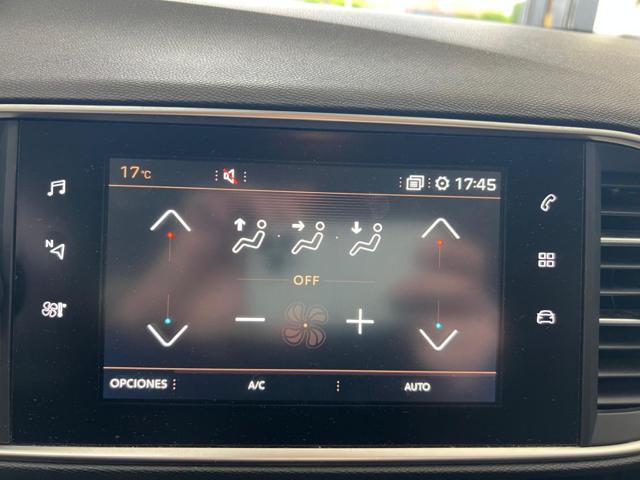 17°C 17:45
N
OFF
OPCIONES A/C AUTO